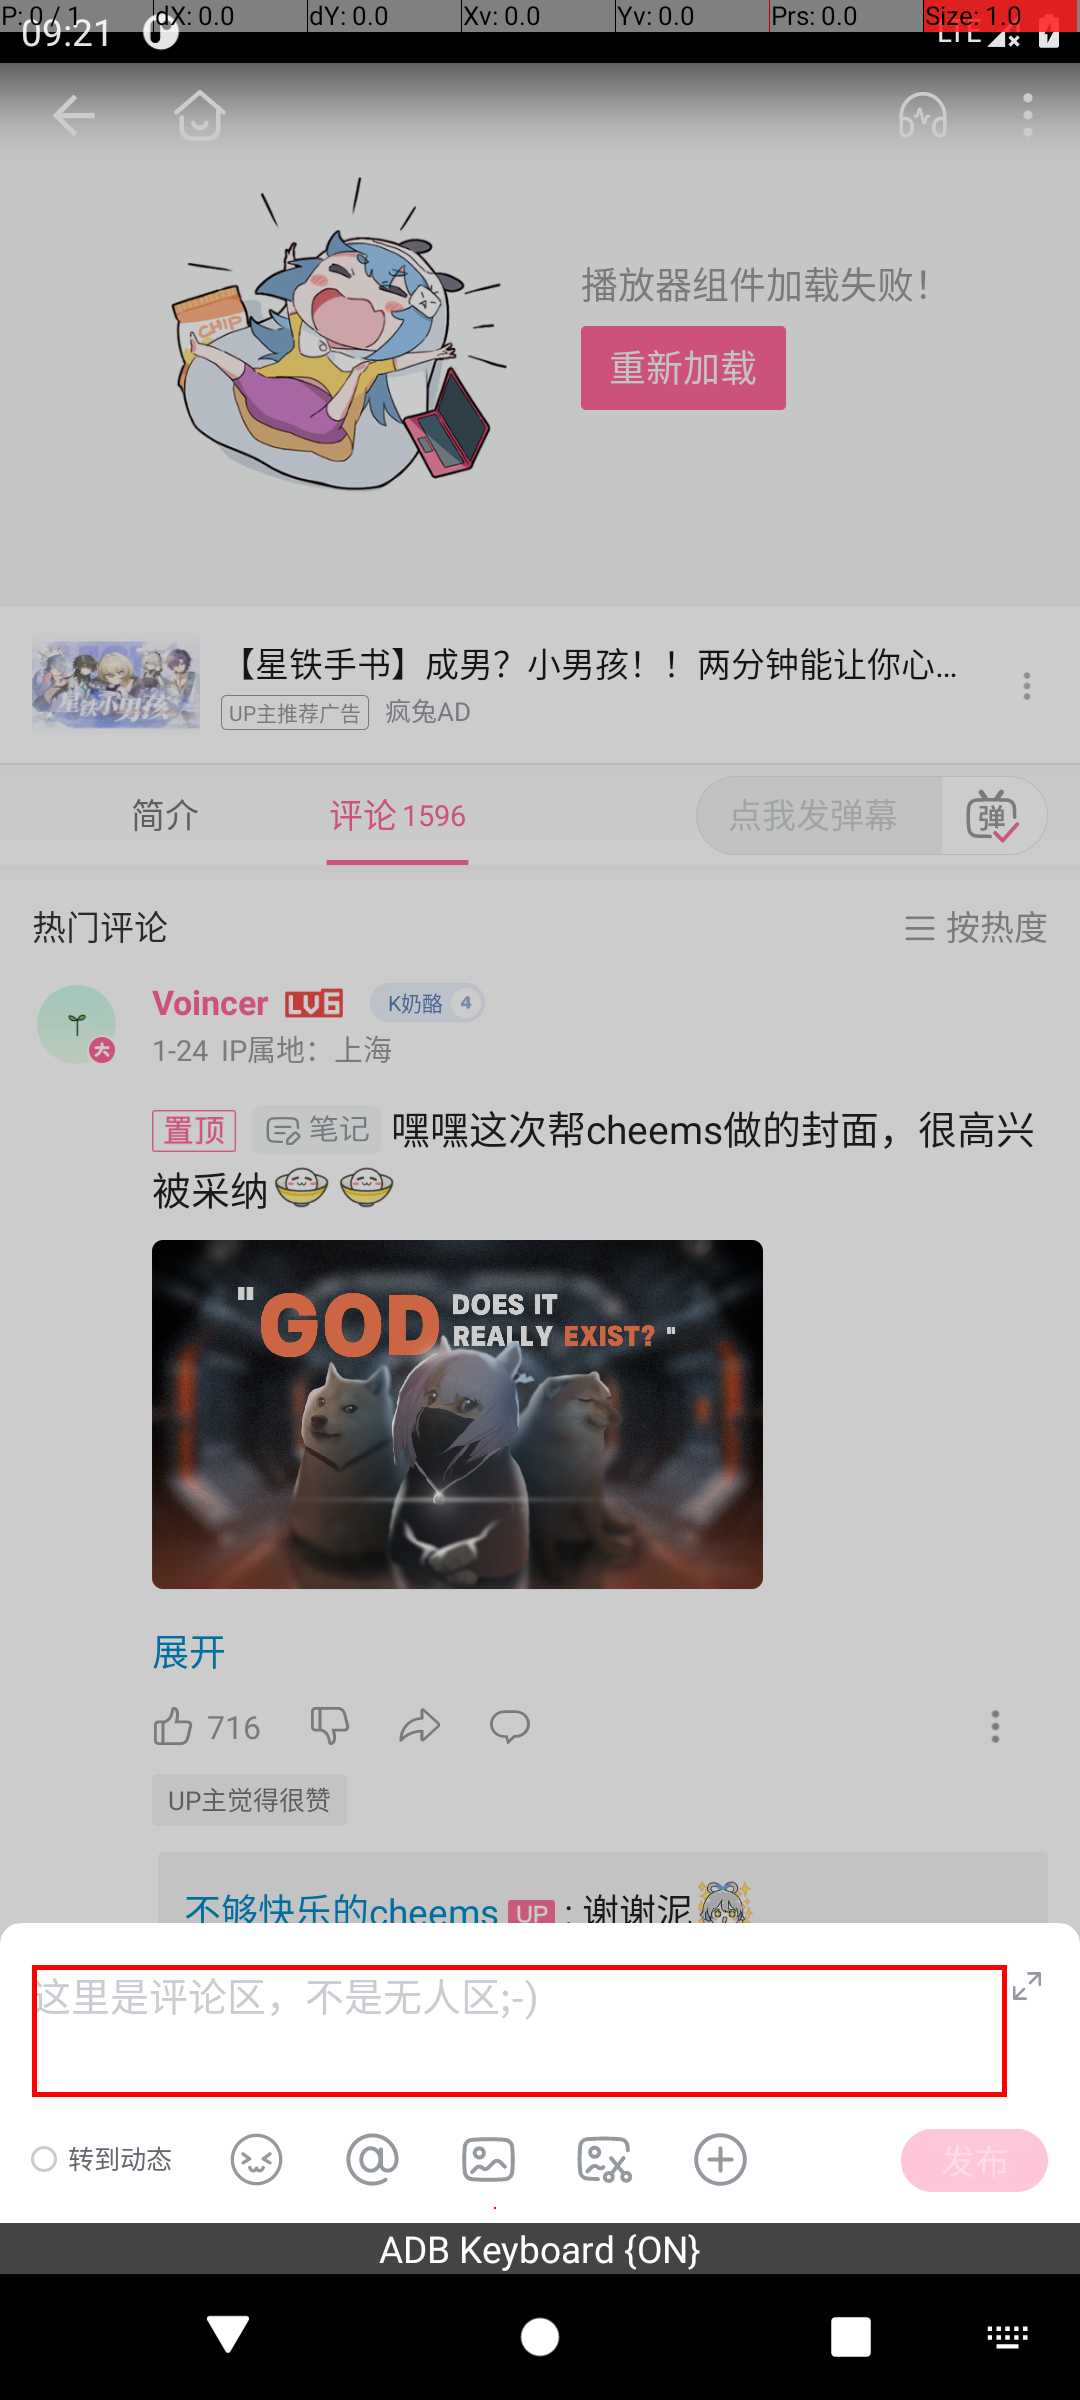 P: 0 / 1 dX: 0.0 dY: 0.0 Xv: 0.0 Yv: 0.0 Prs: 0.0 Size: 1.0
09:21 LTE
CHIP
播放器组件加载失败！
重新加载
【星铁手书】成男？小男孩！！两分钟能让你心...
星铁小男孩
UP主推荐广告 疯兔AD
简介 评论 1596 点我发弹幕 弹
热门评论 按热度
Voincer LV6 K奶酪 4
1-24 IP属地：上海
置顶 笔记 嘿嘿这次帮cheems做的封面，很高兴
被采纳
"GOD DOES IT
REALLY EXIST? "
展开
716
UP主觉得很赞
不够快乐的cheems UP : 谢谢泥
这里是评论区，不是无人区;-)
转到动态 发布
ADB Keyboard {ON}